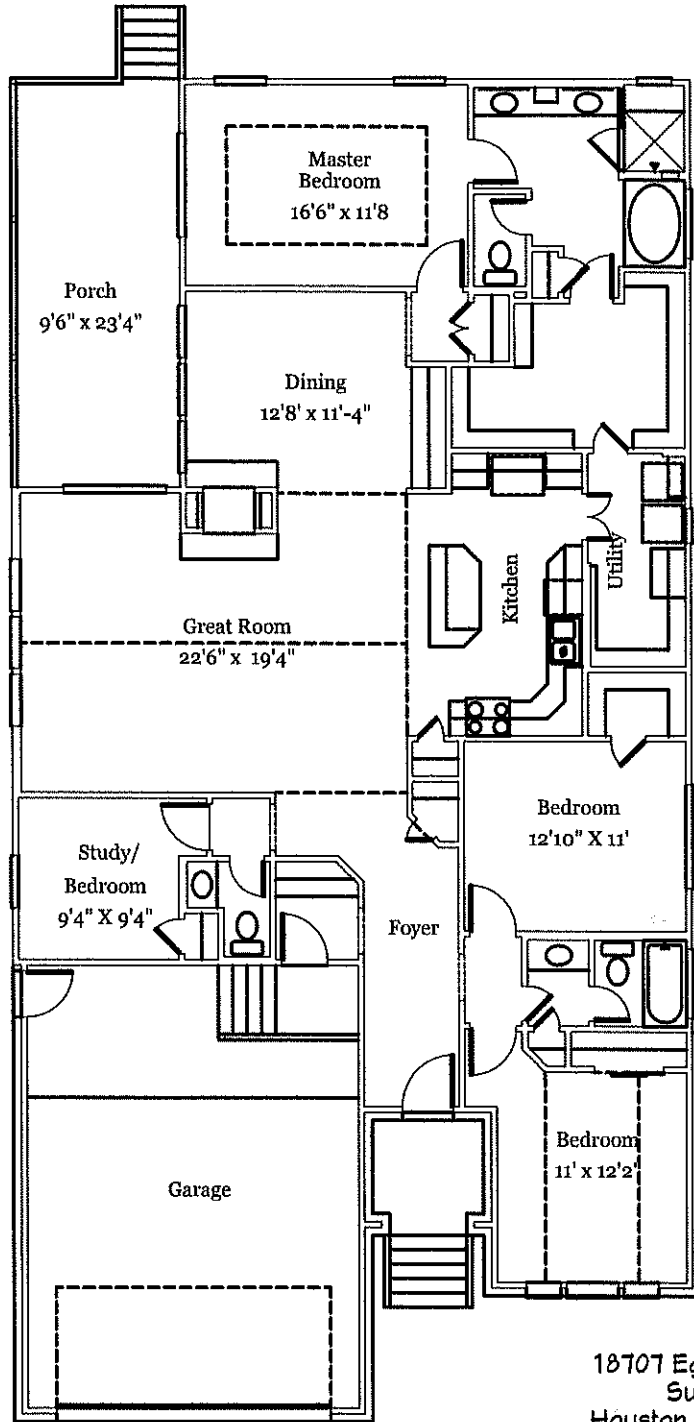 Master
Bedroom
16'6" x 11'8
Porch
9'6" x 23'4"
Dining
12'8' x 11'-4"
Kitchen
Utility
Great Room
22'6" x 19'4"
Bedroom
12'10" X 11'
Study/
Bedroom
9'4" X 9'4"
Foyer
Bedroom
11' x 12'2'
Garage
18707
Houston